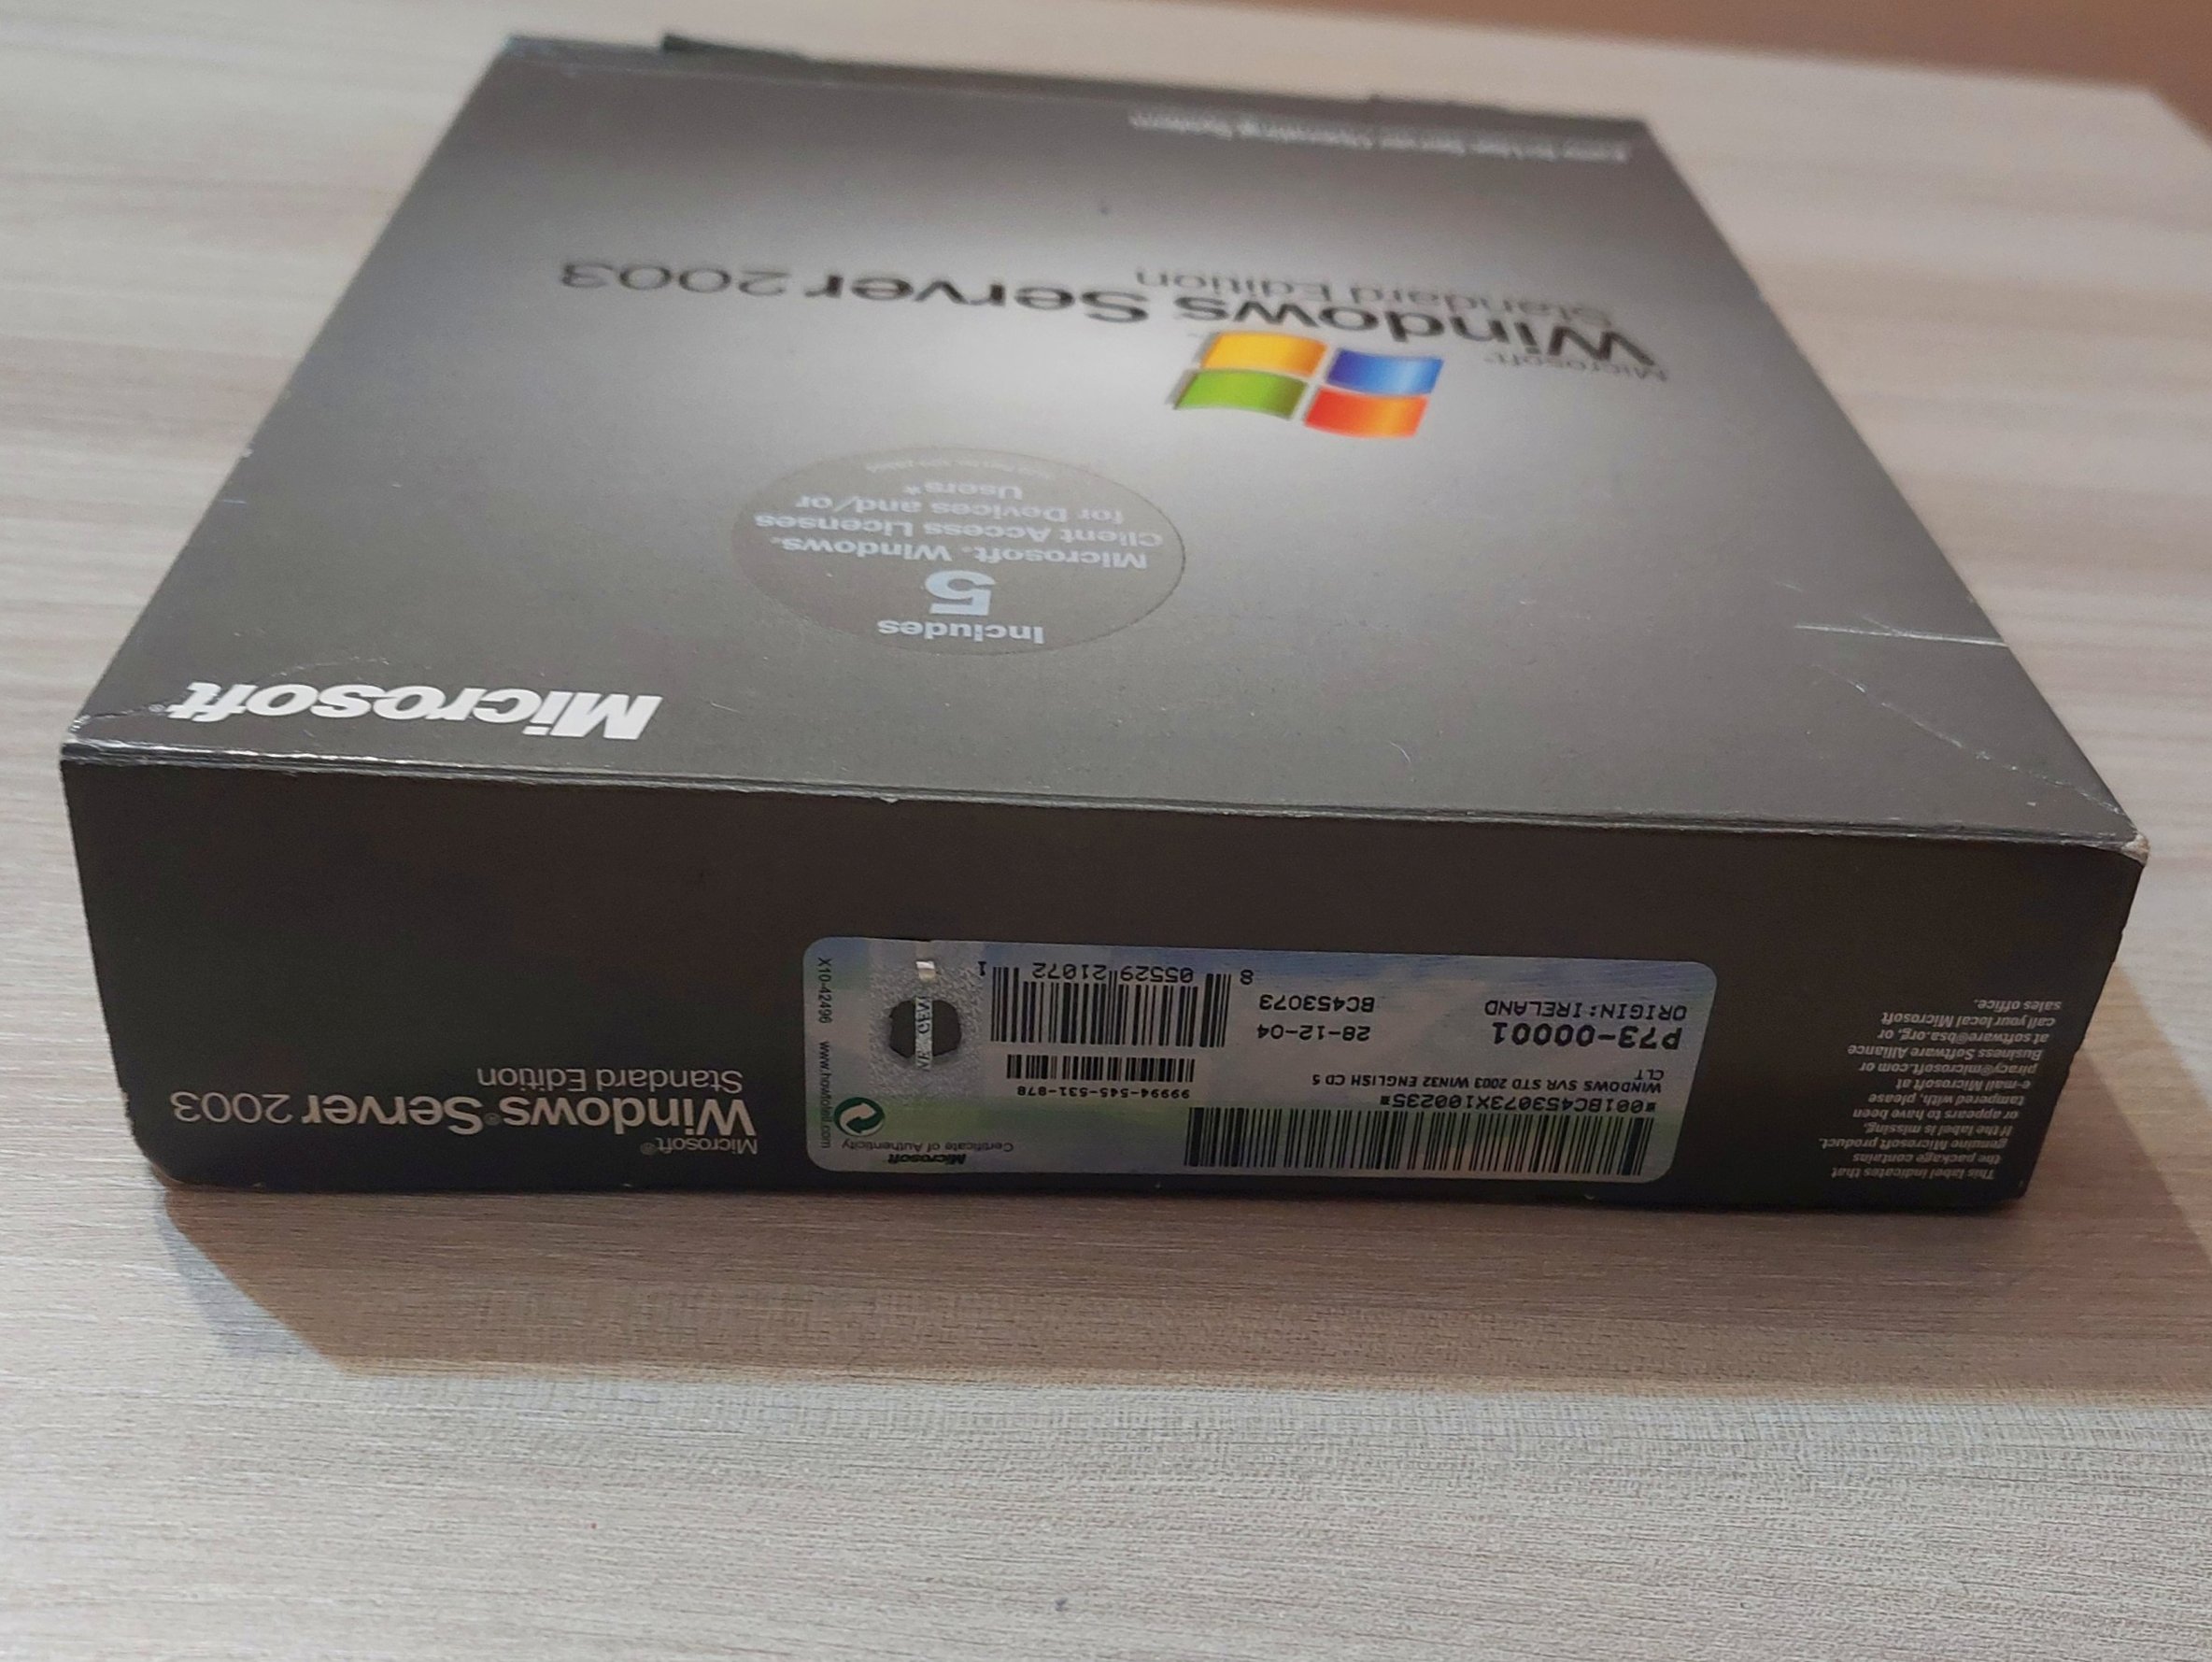 Microsoft®
Includes
5
Microsoft® Windows®
Client Access Licenses
for Devices and/or
Users*
Microsoft®
Windows Server 2003
Standard Edition
Server Operating System
This label indicates that
the package contains
genuine Microsoft product.
If the label is missing,
or appears to have been
tampered with, please
e-mail Microsoft at
piracy@microsoft.com or
Business Software Alliance
at software@bsa.org, or
call your local Microsoft
sales office.
*001BC453073X100235*
WINDOWS SVR STD 2003 WIN32 ENGLISH CD 5
CLT
P73-00001
28-12-04
ORIGIN:IRELAND
BC453073
Microsoft
Certificate of Authenticity
99994-545-531-878
8 05529 21072 1
X10-42496
Microsoft®
Windows® Server 2003
Standard Edition